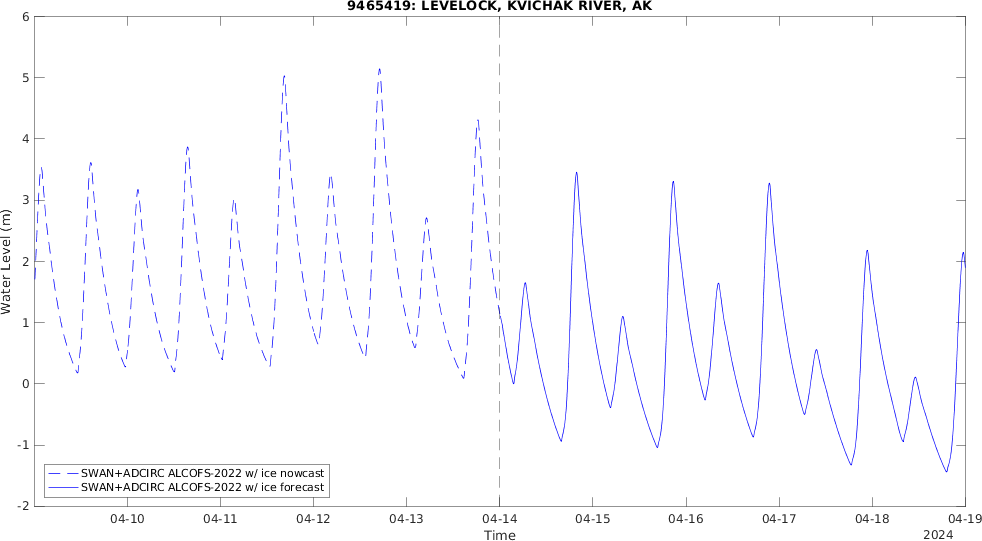 9465419: LEVELOCK, KVICHAK RIVER, AK
6
5
4
3
2
1
0
-1
-2
Water Level (m)
SWAN+ADCIRC ALCOFS-2022 w/ ice nowcast
SWAN+ADCIRC ALCOFS-2022 w/ ice forecast
04-10 04-11 04-12 04-13 04-14 04-15 04-16 04-17 04-18 04-19
Time
2024